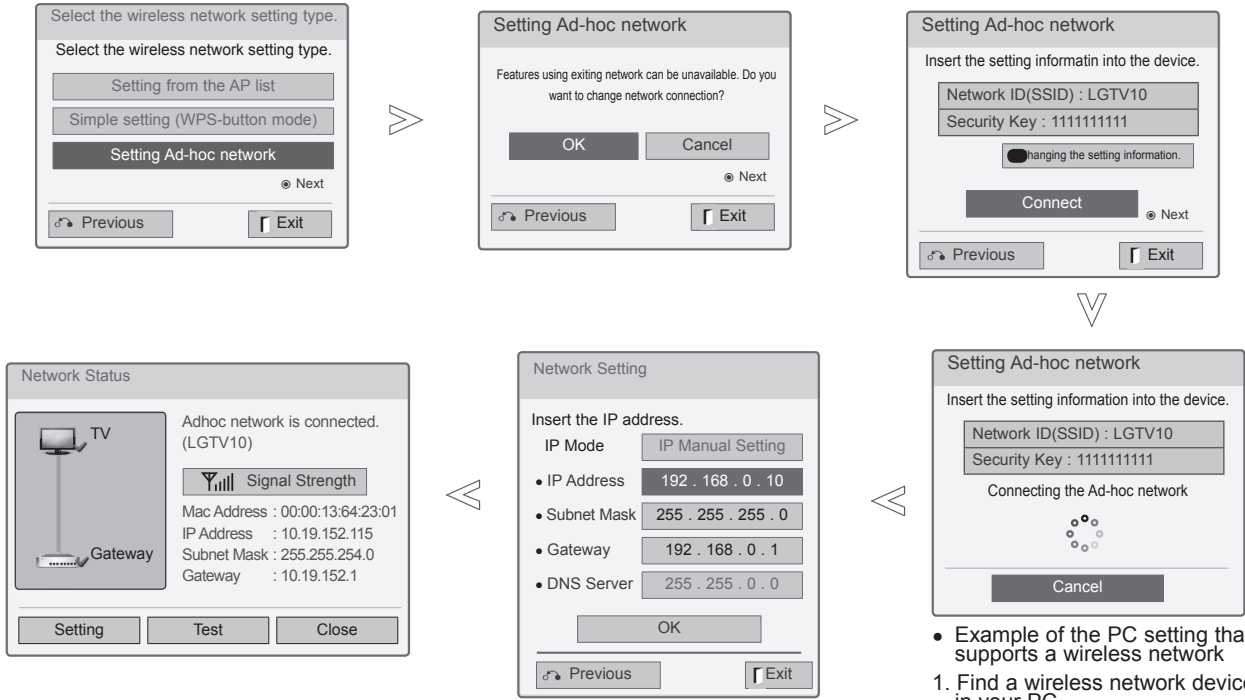 Select the wireless network setting type.
Select the wireless network setting type.
Setting from the AP list
Simple setting (WPS-button mode)
Setting Ad-hoc network
Next
Previous
Exit
Setting Ad-hoc network
Features using exiting network can be unavailable. Do you
want to change network connection?
OK
Cancel
Next
Previous
Exit
Setting Ad-hoc network
Insert the setting informatin into the device.
Network ID(SSID) : LGTV10
Security Key : 1111111111
hanging the setting information.
Connect
Next
Previous
Exit
Setting Ad-hoc network
Insert the setting information into the device.
Network ID(SSID) : LGTV10
Security Key : 1111111111
Connecting the Ad-hoc network
Cancel
• Example of the PC setting tha
supports a wireless network
1. Find a wireless network device
in your PC
Network Setting
Insert the IP address.
IP Mode IP Manual Setting
• IP Address 192 . 168 . 0 . 10
• Subnet Mask 255 . 255 . 255 . 0
• Gateway 192 . 168 . 0 . 1
• DNS Server 255 . 255 . 0 . 0
OK
Previous
Exit
Network Status
TV
Gateway
Adhoc network is connected.
(LGTV10)
Signal Strength
Mac Address : 00:00:13:64:23:01
IP Address : 10.19.152.115
Subnet Mask : 255.255.254.0
Gateway : 10.19.152.1
Setting
Test
Close